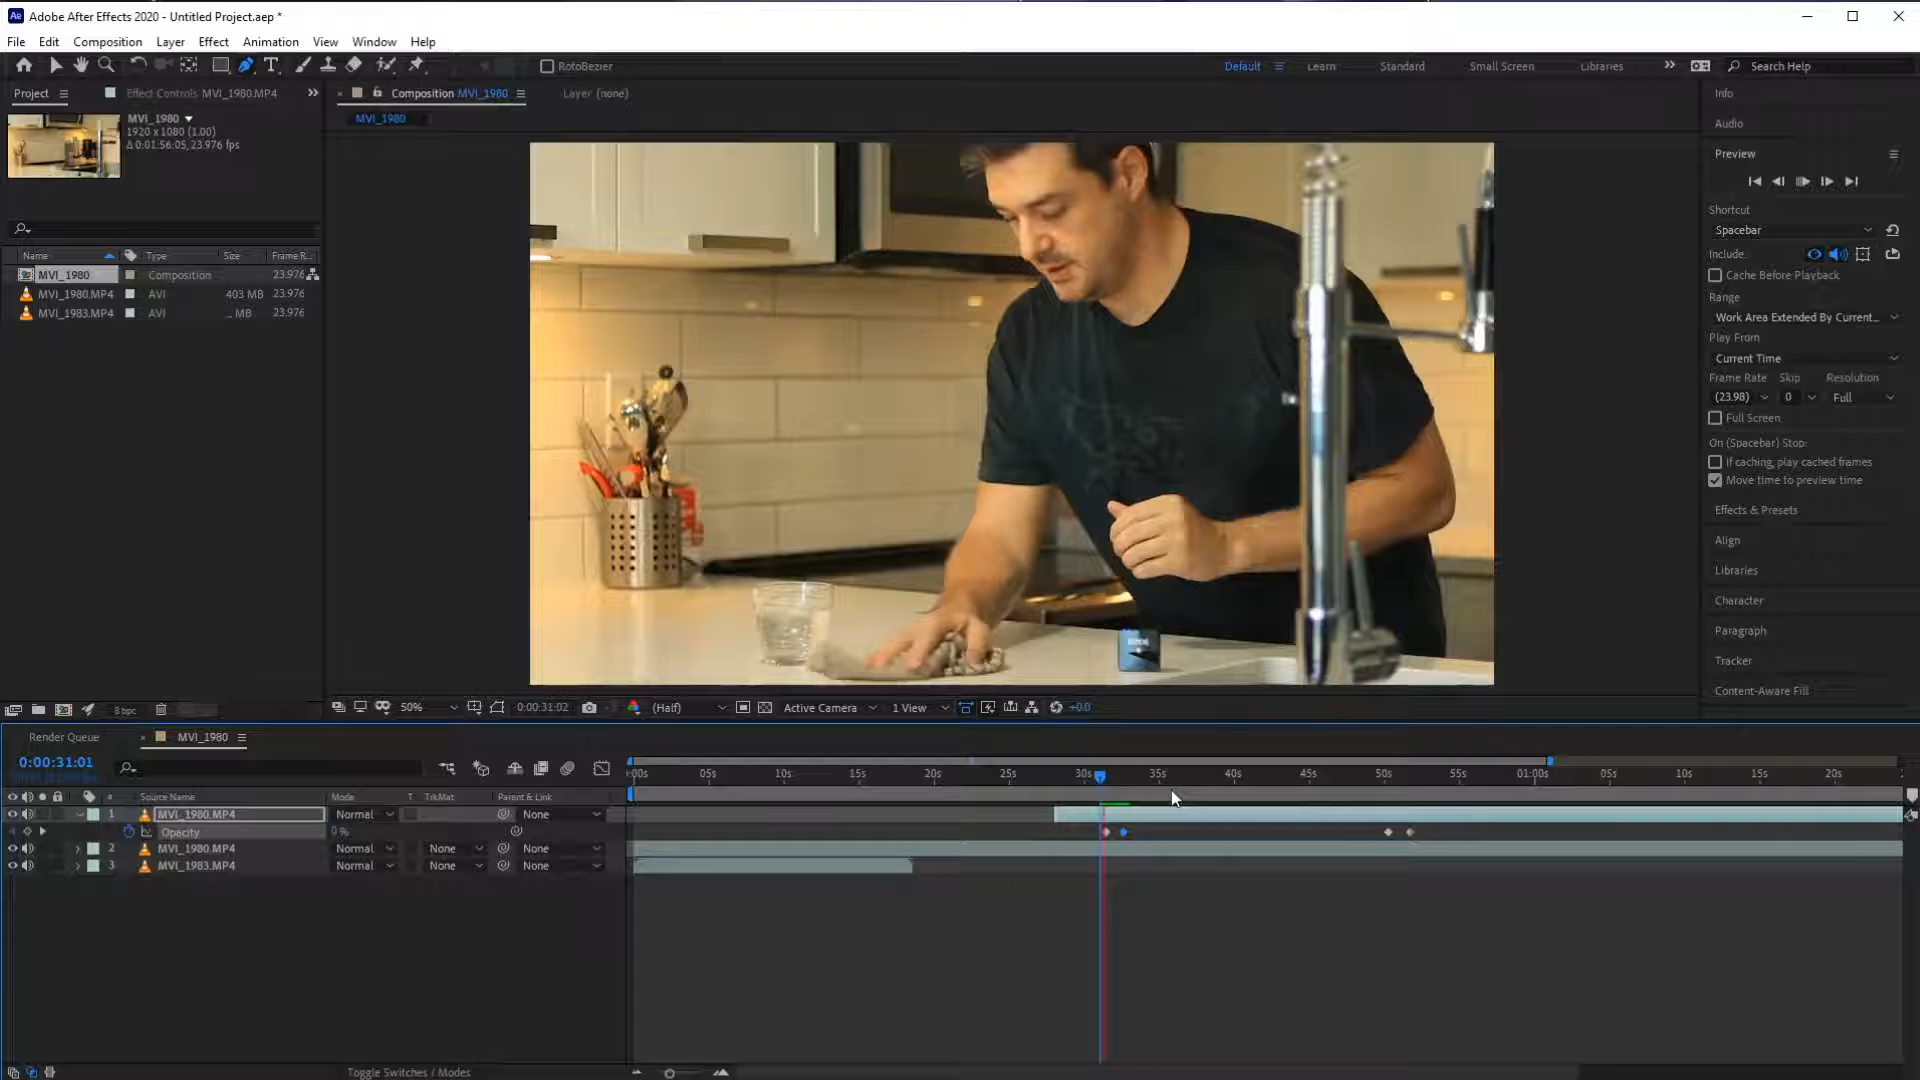 Adobe After Effects 2020 - Untitled Project.aep *
File Edit Composition Layer Effect Animation View Window Help
RotoBezier
Default Learn Standard Small Screen Libraries Search Help
Project Effect Controls MVI_1980.MP4
Composition MVI_1980
Layer (none)
MVI_1980
MVI_1980
1920 x 1080 (1.00)
Δ 0:01:56:05, 23.976 fps
Name Type Size Frame R...
MVI_1980 Composition 23.976
MVI_1980.MP4 AVI 403 MB 23.976
MVI_1983.MP4 AVI ... MB 23.976
8 bpc
Info
Audio
Preview
Shortcut
Spacebar
Include:
Cache Before Playback
Range
Work Area Extended By Current...
Play From
Current Time
Frame Rate Skip Resolution
(23.98) 0 Full
Full Screen
On (Spacebar) Stop:
If caching, play cached frames
Move time to preview time
Effects & Presets
Align
Libraries
Character
Paragraph
Tracker
Content-Aware Fill
50% 0:00:31:02 (Half) Active Camera 1 View +0.0
Render Queue MVI_1980
0:00:31:01
:00s 05s 10s 15s 20s 25s 30s 35s 40s 45s 50s 55s 01:00s 05s 10s 15s 20s
# Source Name Mode T TrkMat Parent & Link
1 MVI_1980.MP4 Normal None
Opacity 0 %
2 MVI_1980.MP4 Normal None None
3 MVI_1983.MP4 Normal None None
Toggle Switches / Modes